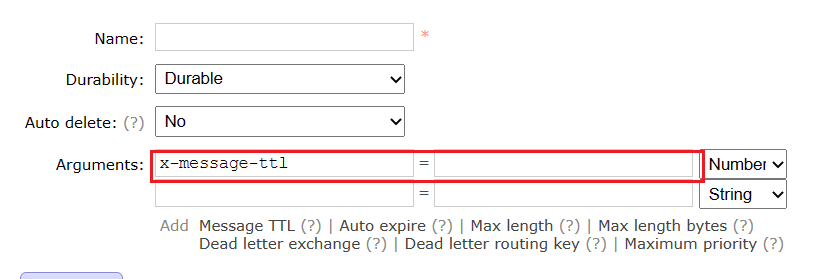 Name: *
Durability: Durable
Auto delete: (?) No
Arguments: x-message-ttl = Number
= String
Add Message TTL (?) | Auto expire (?) | Max length (?) | Max length bytes (?)
Dead letter exchange (?) | Dead letter routing key (?) | Maximum priority (?)